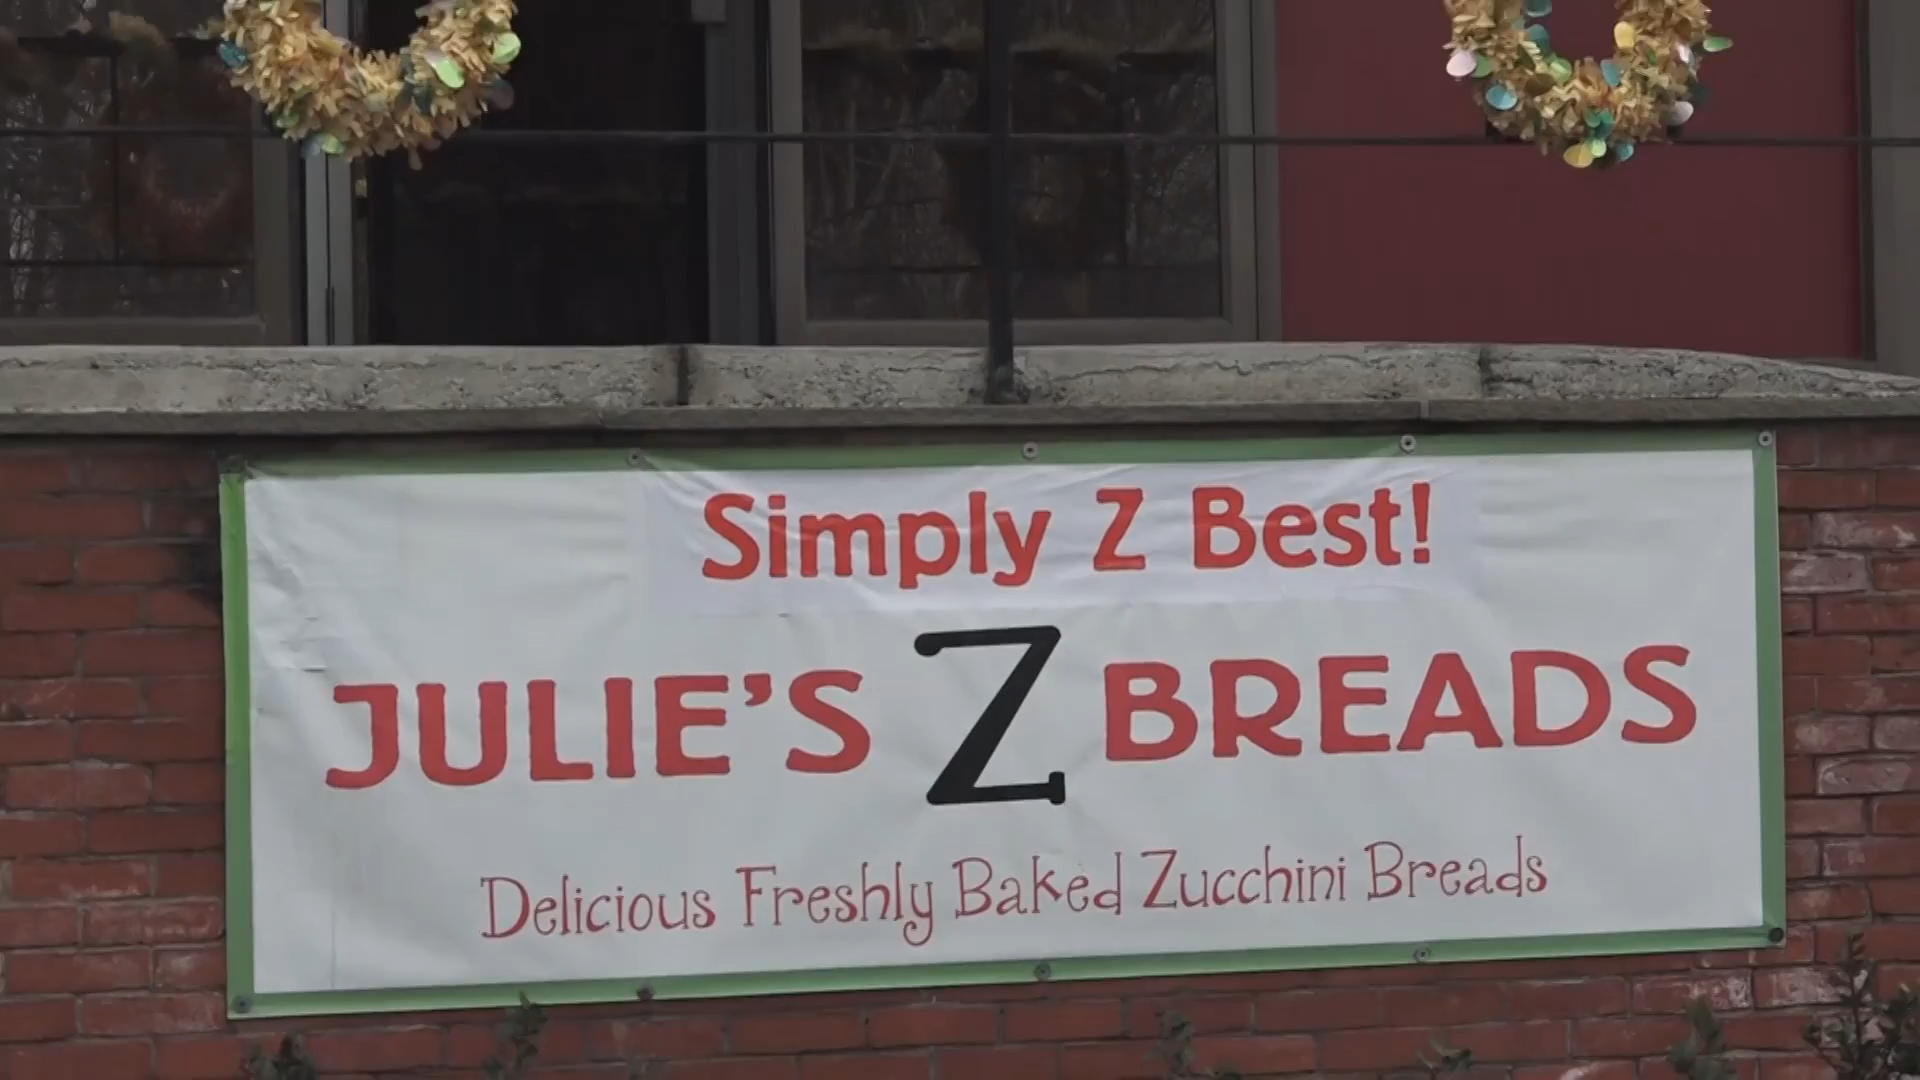 Simply Z Best!
JULIE'S Z BREADS
Delicious Freshly Baked Zucchini Breads